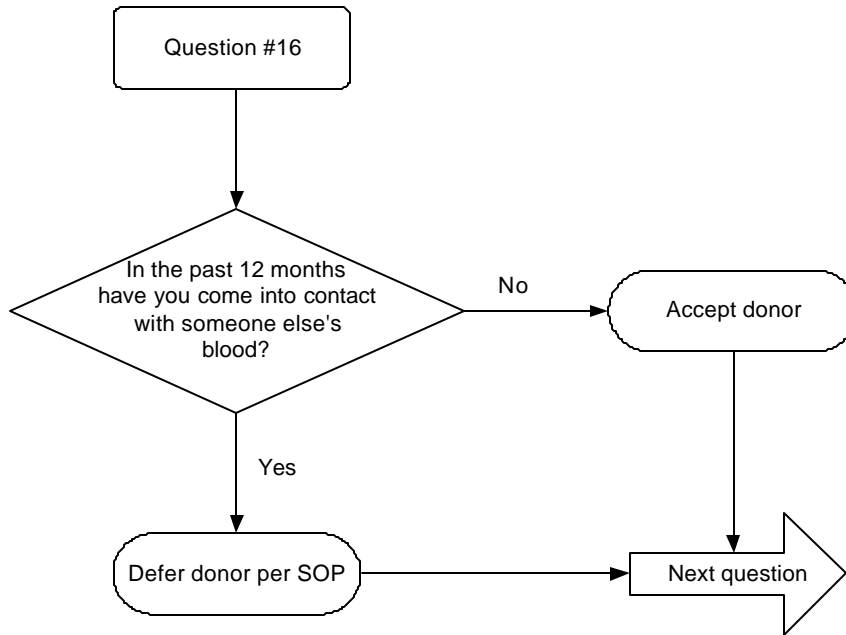 Question #16
In the past 12 months
have you come into contact
with someone else's
blood?
No
Accept donor
Yes
Defer donor per SOP
Next question